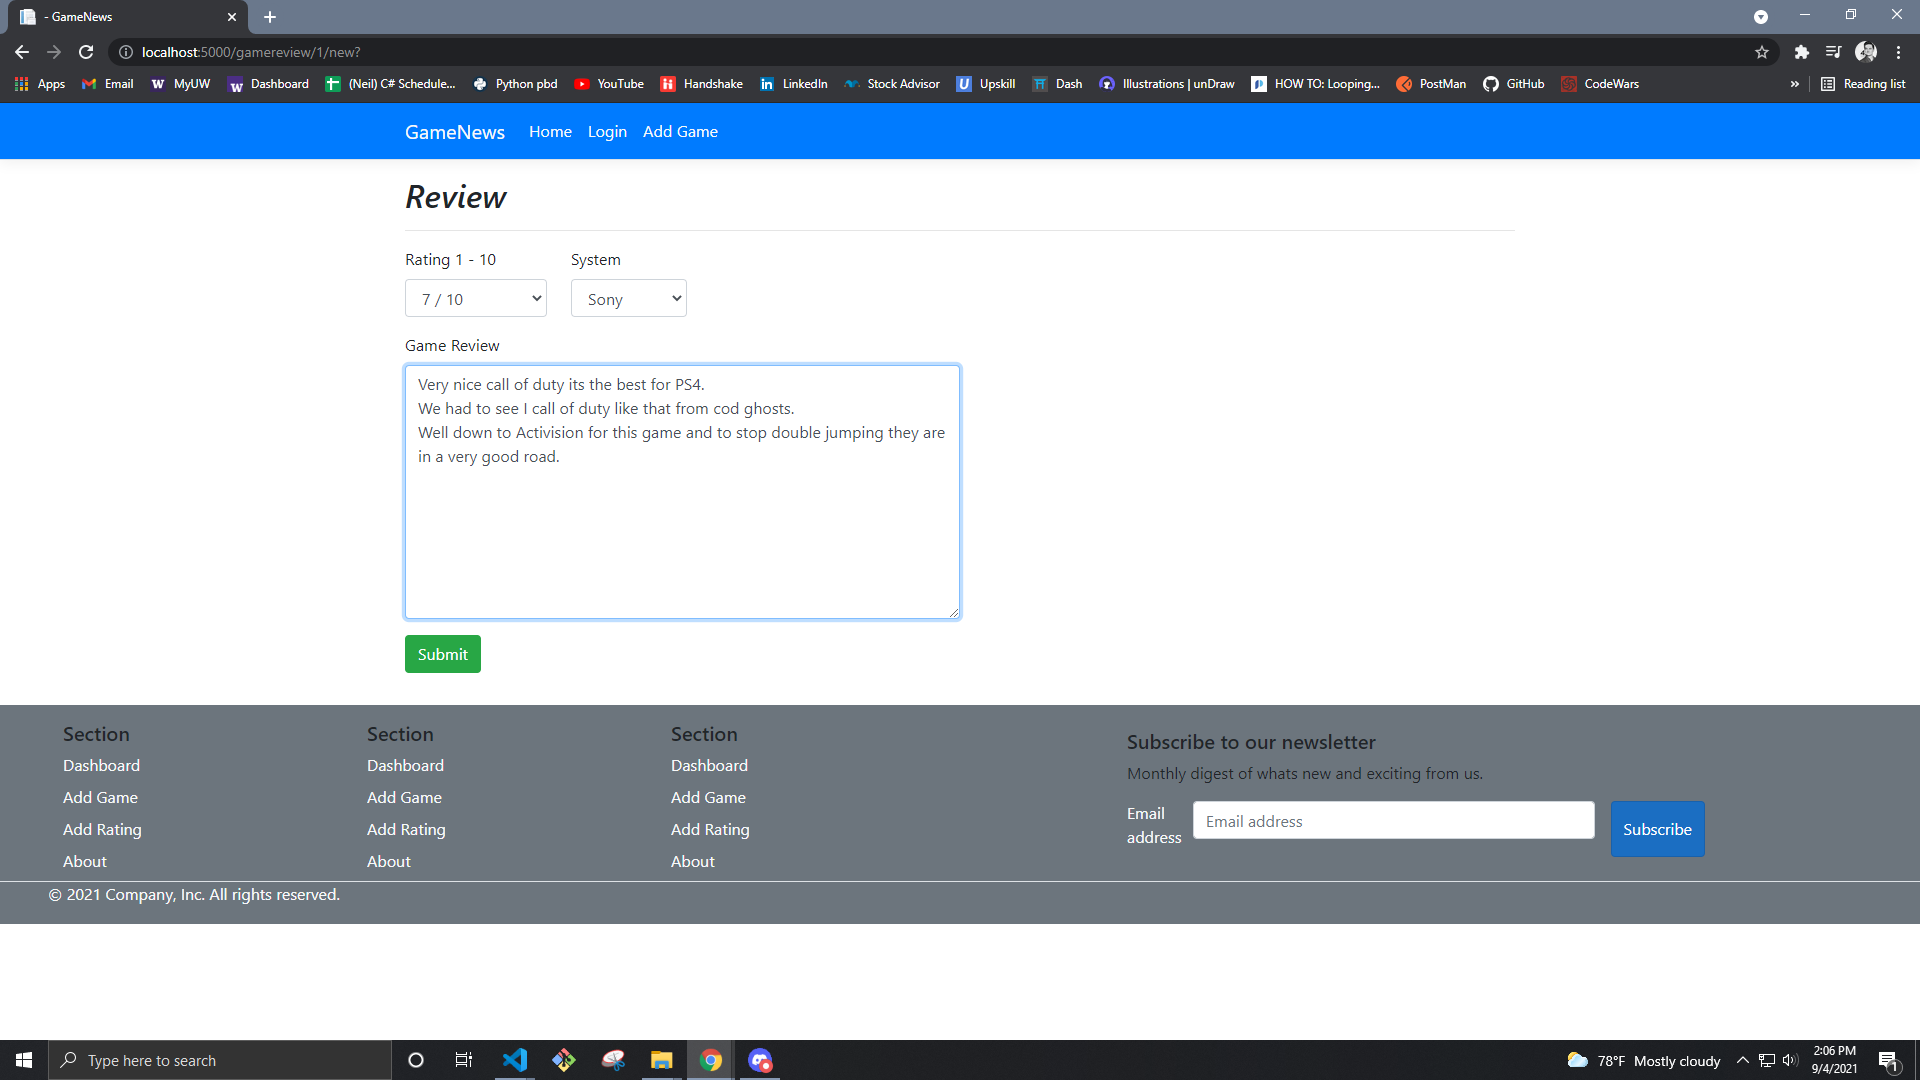 - GameNews
localhost:5000/gamereview/1/new?
Apps Email MyUW Dashboard (Neil) C# Schedule... Python pbd YouTube Handshake LinkedIn Stock Advisor Upskill Dash Illustrations | unDraw HOW TO: Looping... PostMan GitHub CodeWars » Reading list
GameNews Home Login Add Game
Review
Rating 1 - 10 System
7 / 10 Sony
Game Review
Very nice call of duty its the best for PS4.
We had to see I call of duty like that from cod ghosts.
Well down to Activision for this game and to stop double jumping they are
in a very good road.
Submit
Section Section Section Subscribe to our newsletter
Dashboard Dashboard Dashboard Monthly digest of whats new and exciting from us.
Add Game Add Game Add Game
Add Rating Add Rating Add Rating
About About About
Email
address
Email address
Subscribe
© 2021 Company, Inc. All rights reserved.
Type here to search
78°F Mostly cloudy
2:06 PM
9/4/2021
1